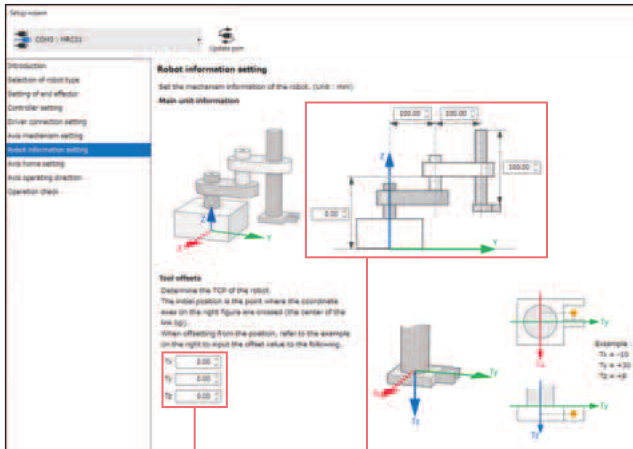 Setup wizard
COM3 : MRC01
Update port
Introduction
Selection of robot type
Setting of end effector
Controller setting
Driver connection setting
Axis mechanism setting
Robot information setting
Axis home setting
Axis operating direction
Operation check
Robot information setting
Set the mechanism information of the robot. (Unit : mm)
Main unit information
Z
Y
X
100.00
100.00
Z
100.00
0.00
Y
Tool offsets
Determine the TCP of the robot.
The initial position is the point where the coordinate
axes on the right figure are crossed (the center of the
link tip).
When offsetting from the position, refer to the example
on the right to input the offset value to the following.
Tx 0.00
Ty 0.00
Tz 0.00
Tx
Ty
Tz
Ty
Tx
Ty
Tz
Example
Tx = -10
Ty = +30